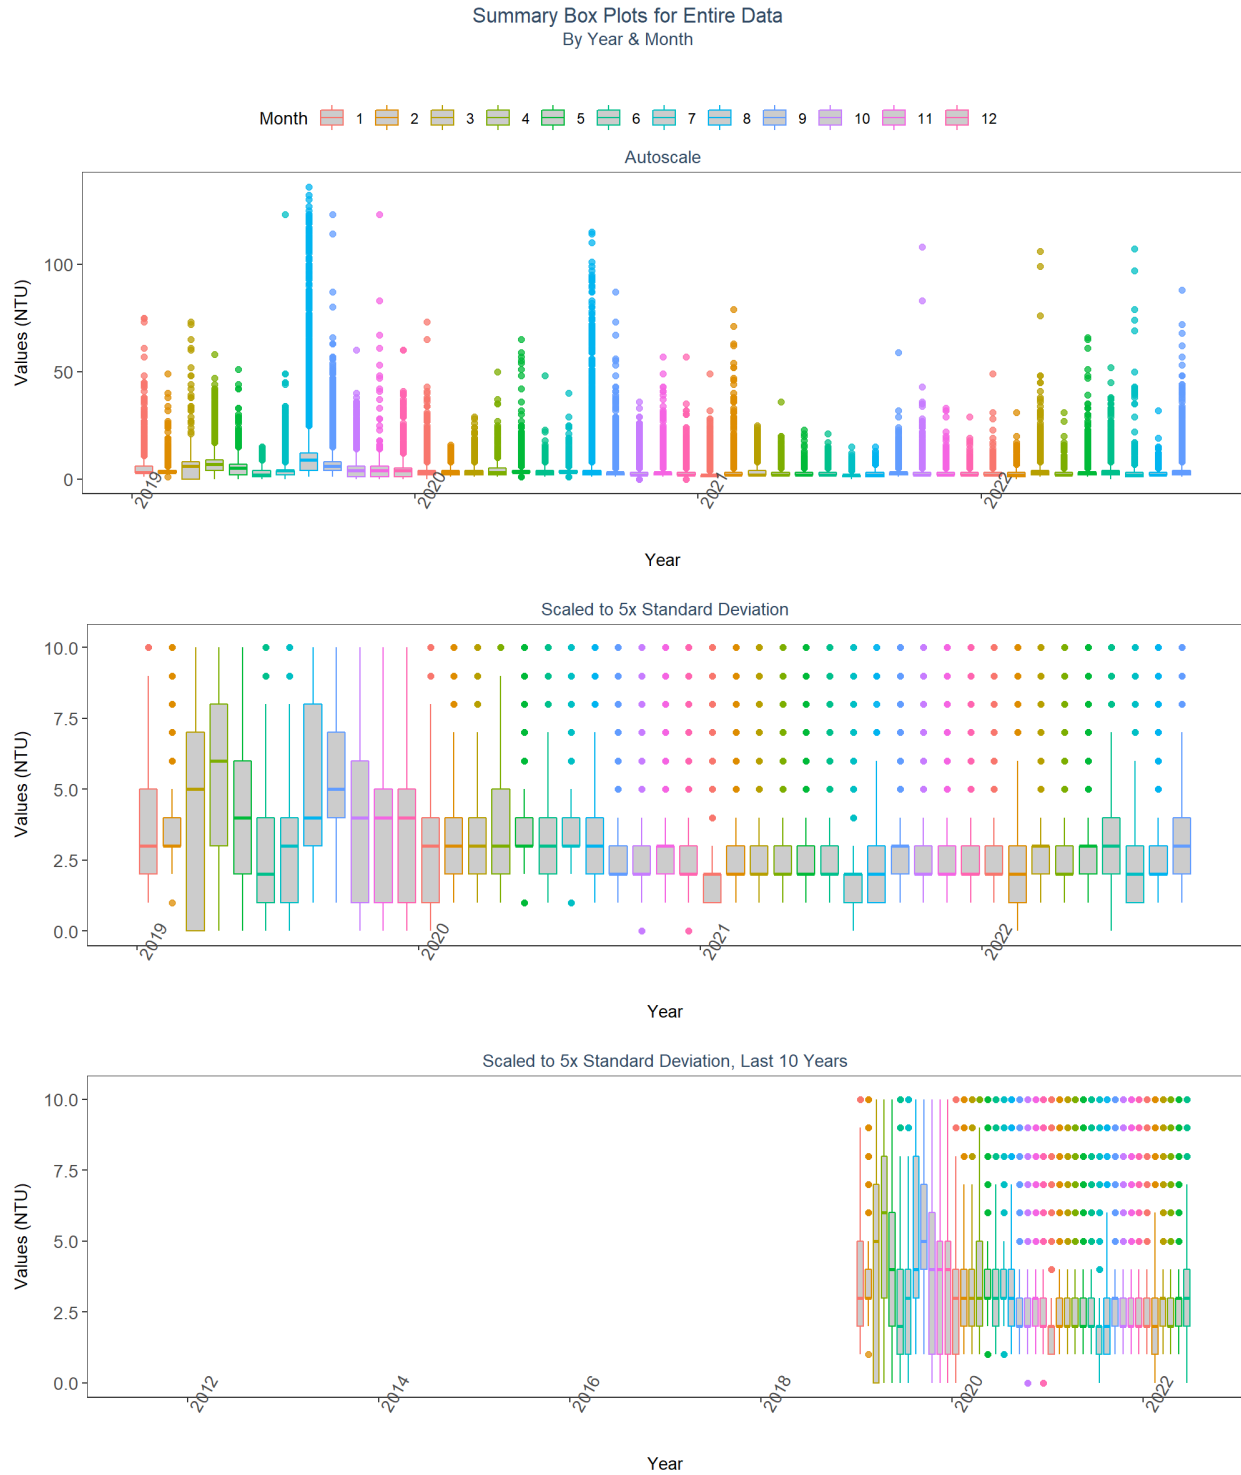 Summary Box Plots for Entire Data
By Year & Month
Month 1 2 3 4 5 6 7 8 9 10 11 12
Autoscale
Values (NTU)
100
50
0
2019 2020 2021 2022
Year
Scaled to 5x Standard Deviation
Values (NTU)
10.0
7.5
5.0
2.5
0.0
2019 2020 2021 2022
Year
Scaled to 5x Standard Deviation, Last 10 Years
Values (NTU)
10.0
7.5
5.0
2.5
0.0
2012 2014 2016 2018 2020 2022
Year